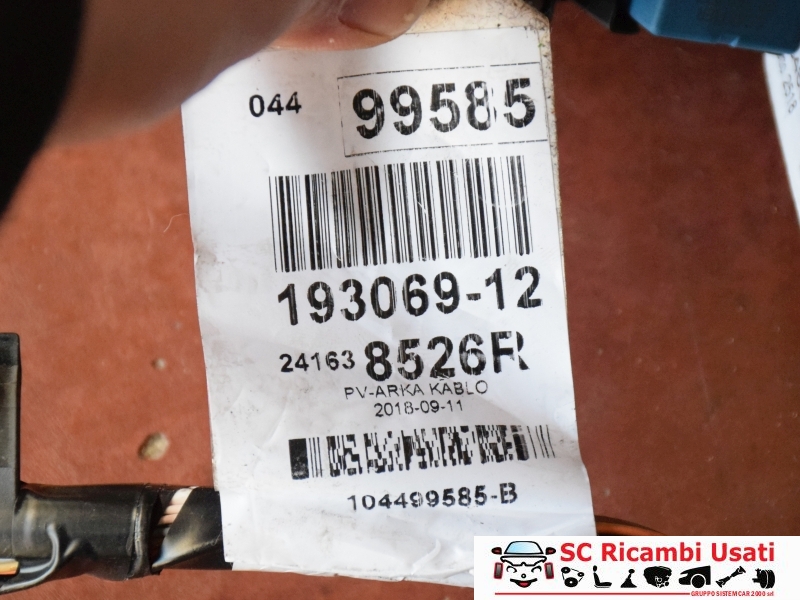 044 99585
193069-12
24163 8526R
PV-ARKA KABLO
2018-09-11
104499585-B
SC Ricambi Usati
GRUPPO SISTEMCAR 2000 srl